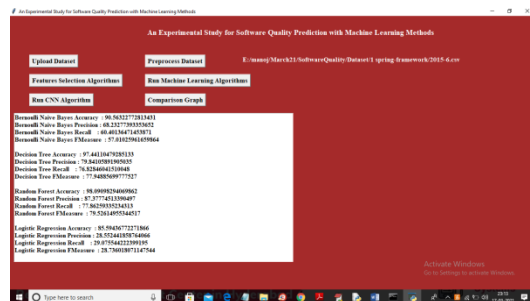 An Experimental Study for Software Quality Prediction with Machine Learning Methods
An Experimental Study for Software Quality Prediction with Machine Learning Methods
Upload Dataset
Preprocess Dataset
E:/manoj/March21/SoftwareQuality/Dataset/1 spring-framework/2015-6.csv
Features Selection Algorithms
Run Machine Learning Algorithms
Run CNN Algorithm
Comparison Graph
Bernoulli Naive Bayes Accuracy : 90.56322772813431
Bernoulli Naive Bayes Precision : 68.23277393353652
Bernoulli Naive Bayes Recall : 60.40136471453871
Bernoulli Naive Bayes FMeasure : 57.01025961659864
Decision Tree Accuracy : 97.44110479285133
Decision Tree Precision : 79.84105891905035
Decision Tree Recall : 76.82846041510048
Decision Tree FMeasure : 77.94885699777527
Random Forest Accuracy : 98.09098294069862
Random Forest Precision : 87.37774513390497
Random Forest Recall : 77.86259335234313
Random Forest FMeasure : 79.52614955344517
Logistic Regression Accuracy : 85.59436772271866
Logistic Regression Precision : 28.552441858764066
Logistic Regression Recall : 29.075544222399195
Logistic Regression FMeasure : 28.736018071147544
Activate Windows
Go to Settings to activate Windows.
Type here to search